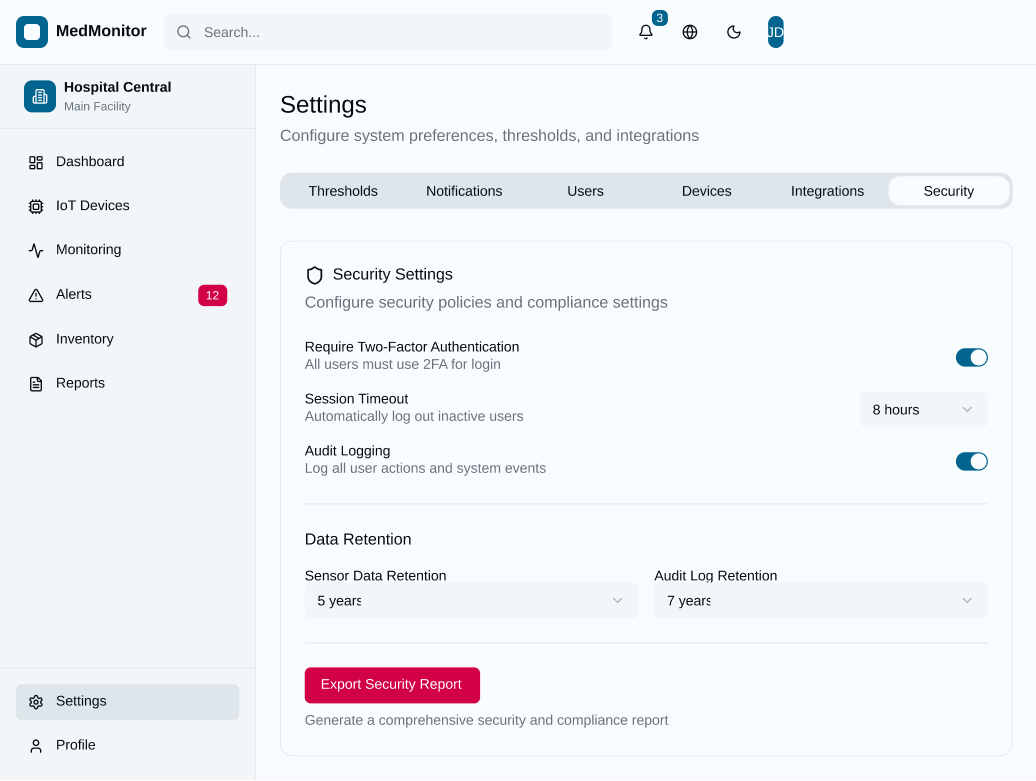 MedMonitor
Search...
3
JD
Hospital Central
Main Facility
Dashboard
IoT Devices
Monitoring
Alerts
12
Inventory
Reports
Settings
Profile
Settings
Configure system preferences, thresholds, and integrations
Thresholds Notifications Users Devices Integrations Security
Security Settings
Configure security policies and compliance settings
Require Two-Factor Authentication
All users must use 2FA for login
Session Timeout
Automatically log out inactive users
8 hours
Audit Logging
Log all user actions and system events
Data Retention
Sensor Data Retention
5 years
Audit Log Retention
7 years
Export Security Report
Generate a comprehensive security and compliance report